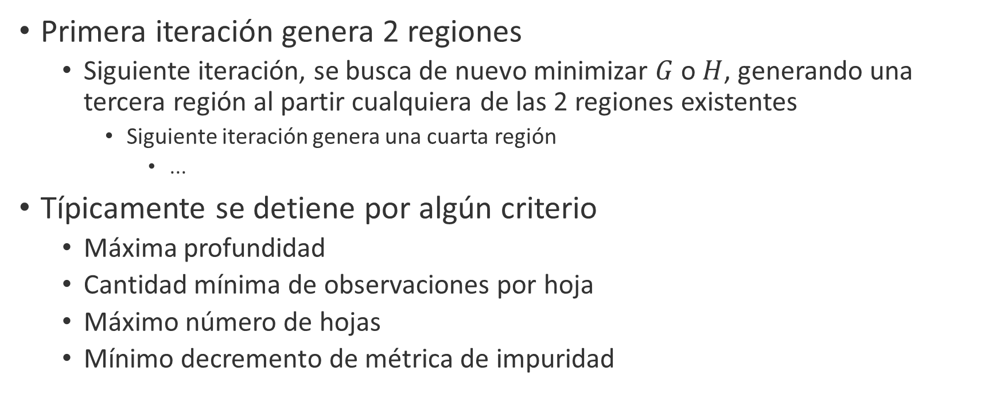 • Primera iteración genera 2 regiones
• Siguiente iteración, se busca de nuevo minimizar G o H, generando una
tercera región al partir cualquiera de las 2 regiones existentes
• Siguiente iteración genera una cuarta región
• ...
• Típicamente se detiene por algún criterio
• Máxima profundidad
• Cantidad mínima de observaciones por hoja
• Máximo número de hojas
• Mínimo decremento de métrica de impuridad